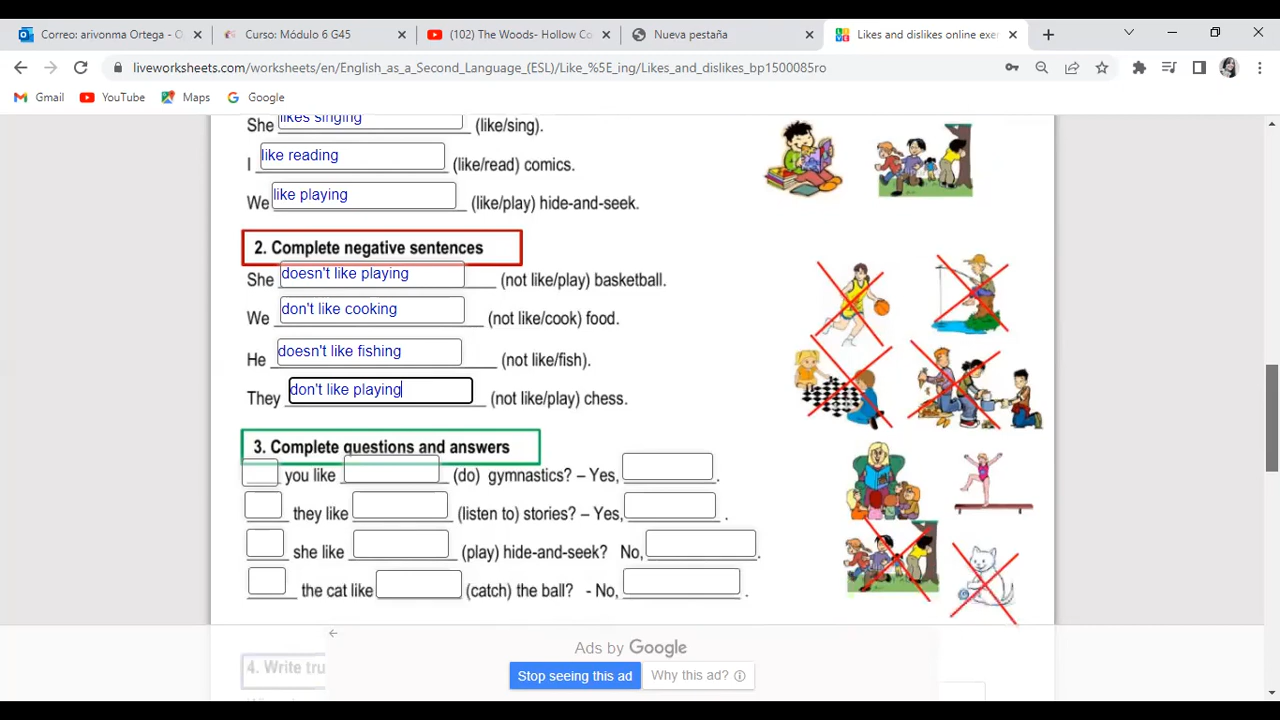 Correo: arivonma Ortega - O
Curso: Módulo 6 G45
(102) The Woods- Hollow Co
Nueva pestaña
Likes and dislikes online exer
liveworksheets.com/worksheets/en/English_as_a_Second_Language_(ESL)/Like_%5E_ing/Likes_and_dislikes_bp1500085ro
Gmail YouTube Maps Google
She likes singing (like/sing).
I like reading (like/read) comics.
We like playing (like/play) hide-and-seek.
2. Complete negative sentences
She doesn't like playing (not like/play) basketball.
We don't like cooking (not like/cook) food.
He doesn't like fishing (not like/fish).
They don't like playing (not like/play) chess.
3. Complete questions and answers
you like (do) gymnastics? – Yes, .
they like (listen to) stories? – Yes, .
she like (play) hide-and-seek? No, .
the cat like (catch) the ball? - No, .
Ads by Google
4. Write tru
Stop seeing this ad Why this ad?